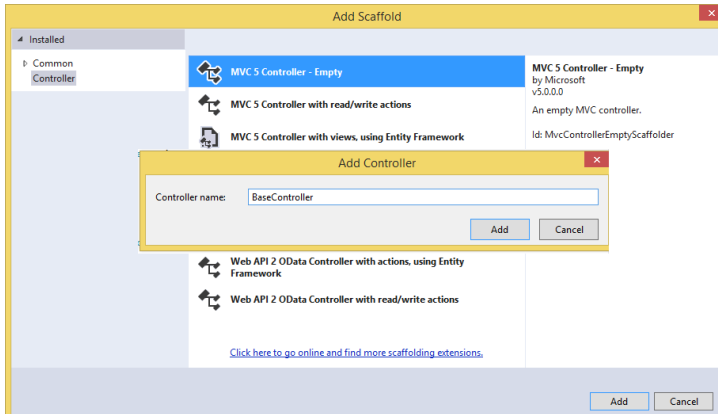 Add Scaffold
Installed
Common
Controller
MVC 5 Controller - Empty
MVC 5 Controller with read/write actions
MVC 5 Controller with views, using Entity Framework
Web API 2 OData Controller with actions, using Entity
Framework
Web API 2 OData Controller with read/write actions
Click here to go online and find more scaffolding extensions.
MVC 5 Controller - Empty
by Microsoft
v5.0.0.0
An empty MVC controller.
Id: MvcControllerEmptyScaffolder
Add Controller
Controller name:
BaseController
Add
Cancel
Add
Cancel